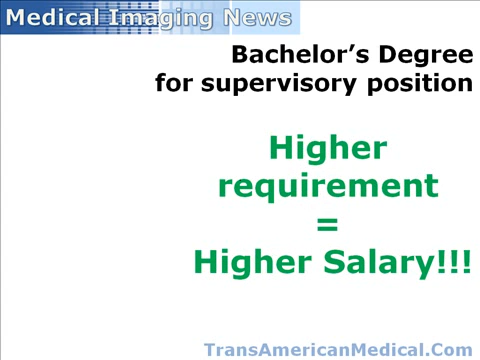 Medical Imaging News
Bachelor’s Degree
for supervisory position
Higher
requirement
=
Higher Salary!!!
TransAmericanMedical.Com